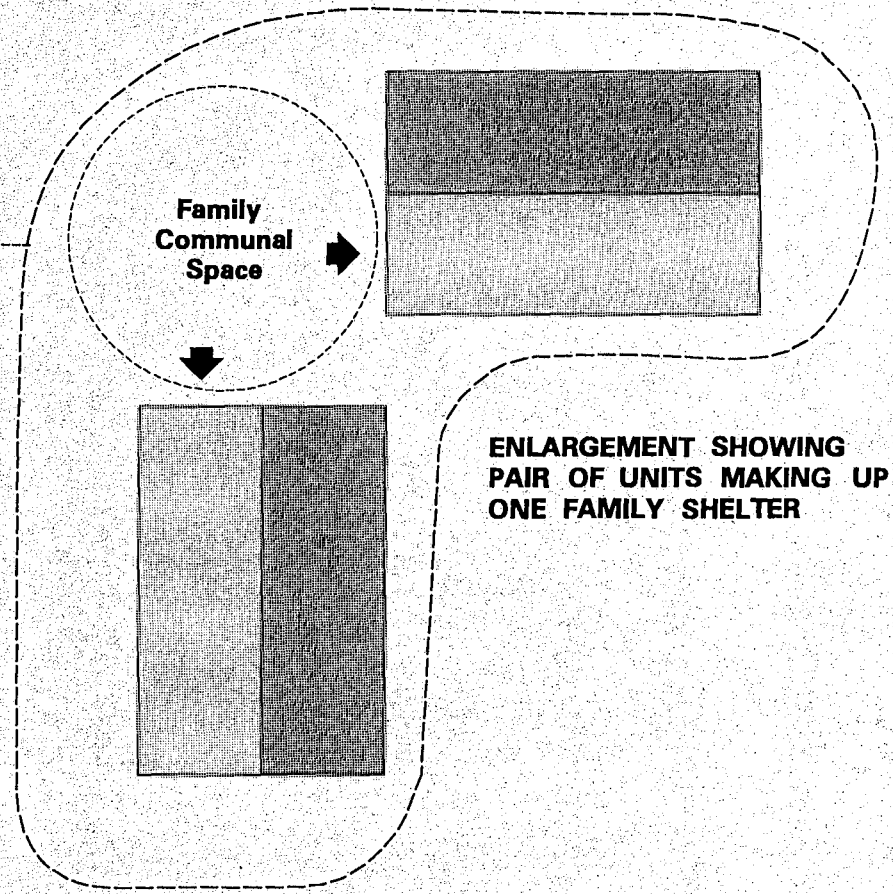 Family
Communal
Space
ENLARGEMENT SHOWING
PAIR OF UNITS MAKING UP
ONE FAMILY SHELTER